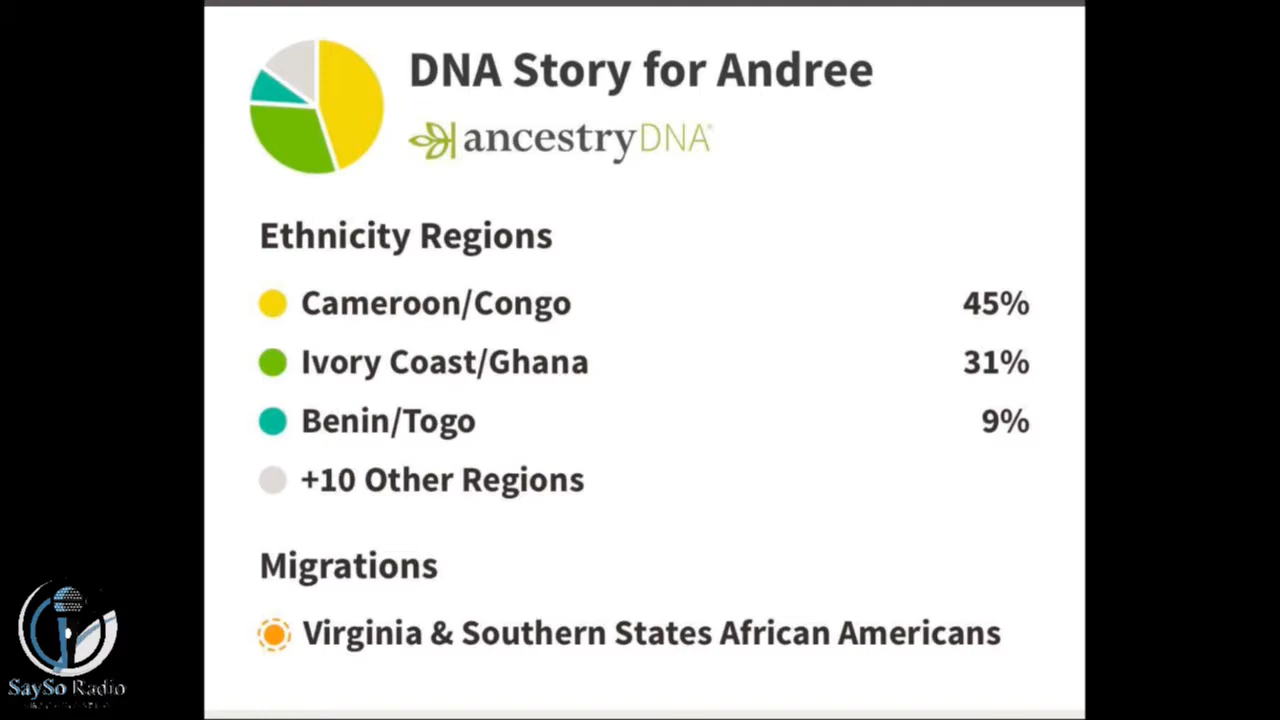 DNA Story for Andree
ancestryDNA
Ethnicity Regions
Cameroon/Congo 45%
Ivory Coast/Ghana 31%
Benin/Togo 9%
+10 Other Regions
Migrations
Virginia & Southern States African Americans
SaySo Radio